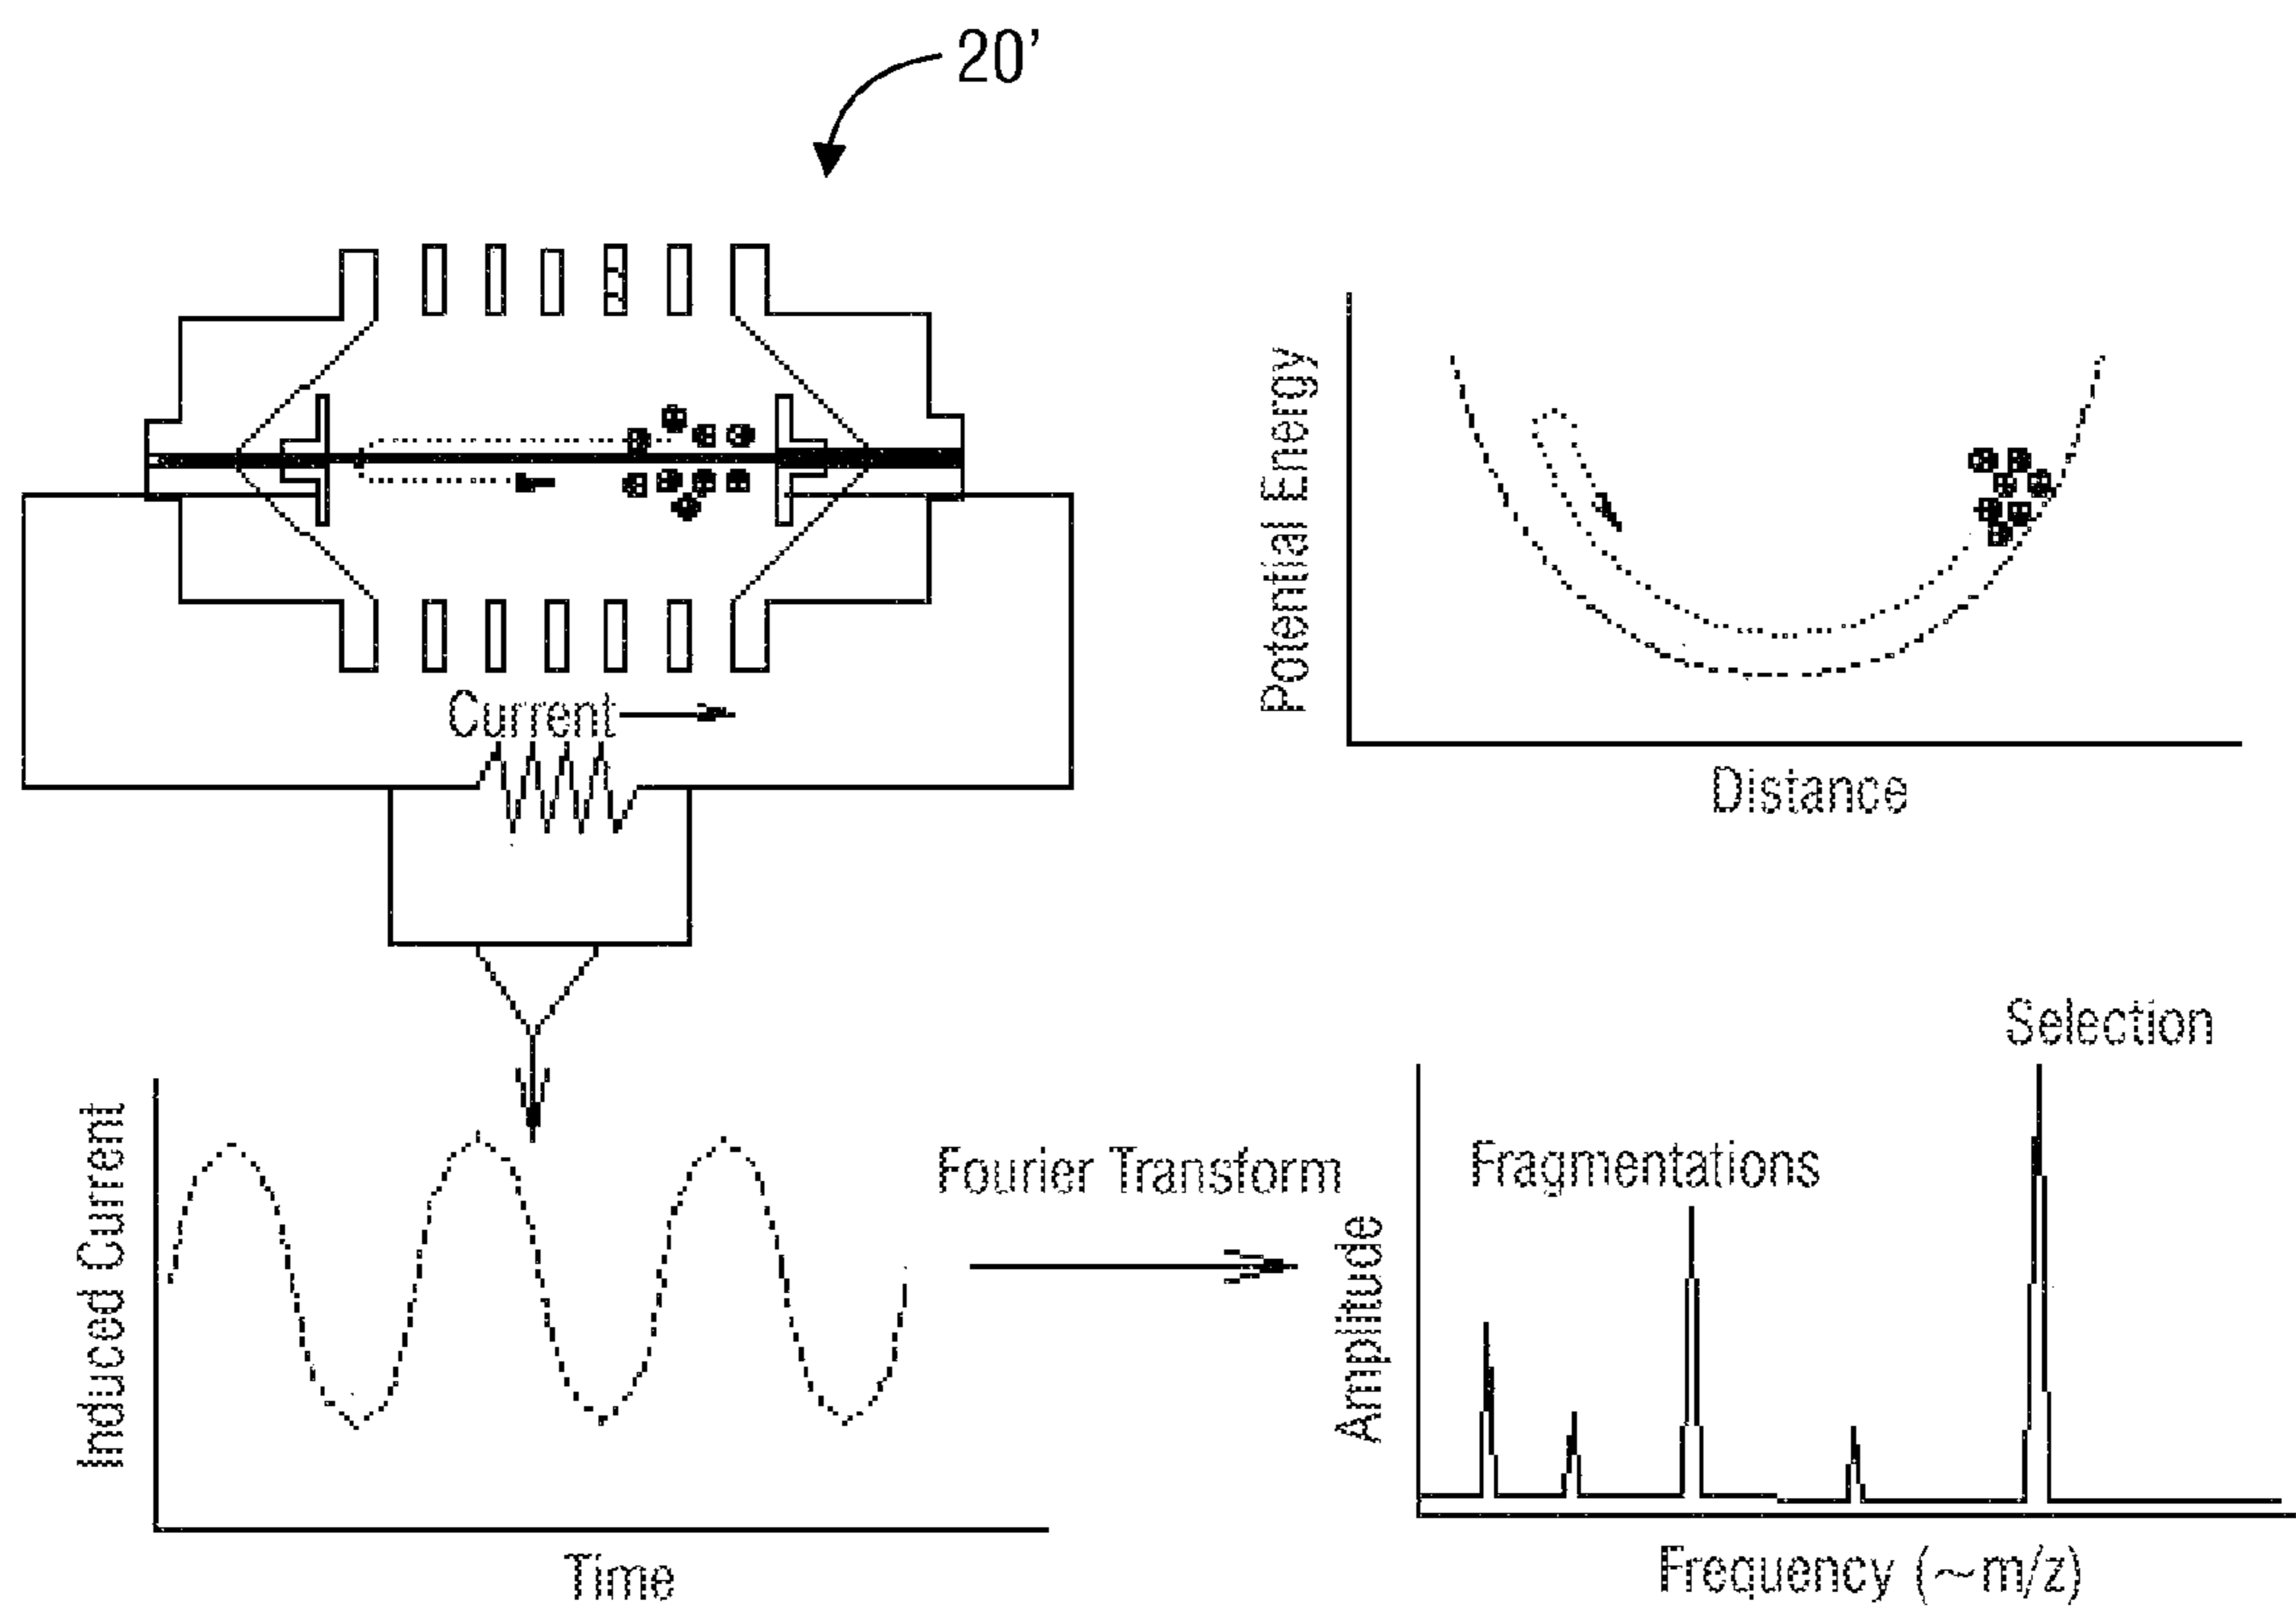 20'
Current
Potential Energy
Distance
Induced Current
Time
Fourier Transform
Selection
Fragmentations
Amplitude
Frequency (~m/z)